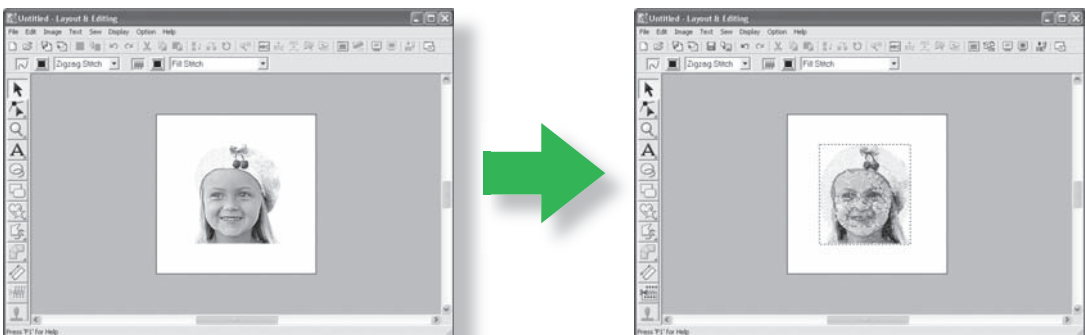 Untitled - Layout & Editing
File Edit Image Text Sew Display Option Help
Zigzag Stitch Fill Stitch
A
Press 'F1' for Help
Untitled - Layout & Editing
File Edit Image Text Sew Display Option Help
Zigzag Stitch Fill Stitch
A
Press 'F1' for Help